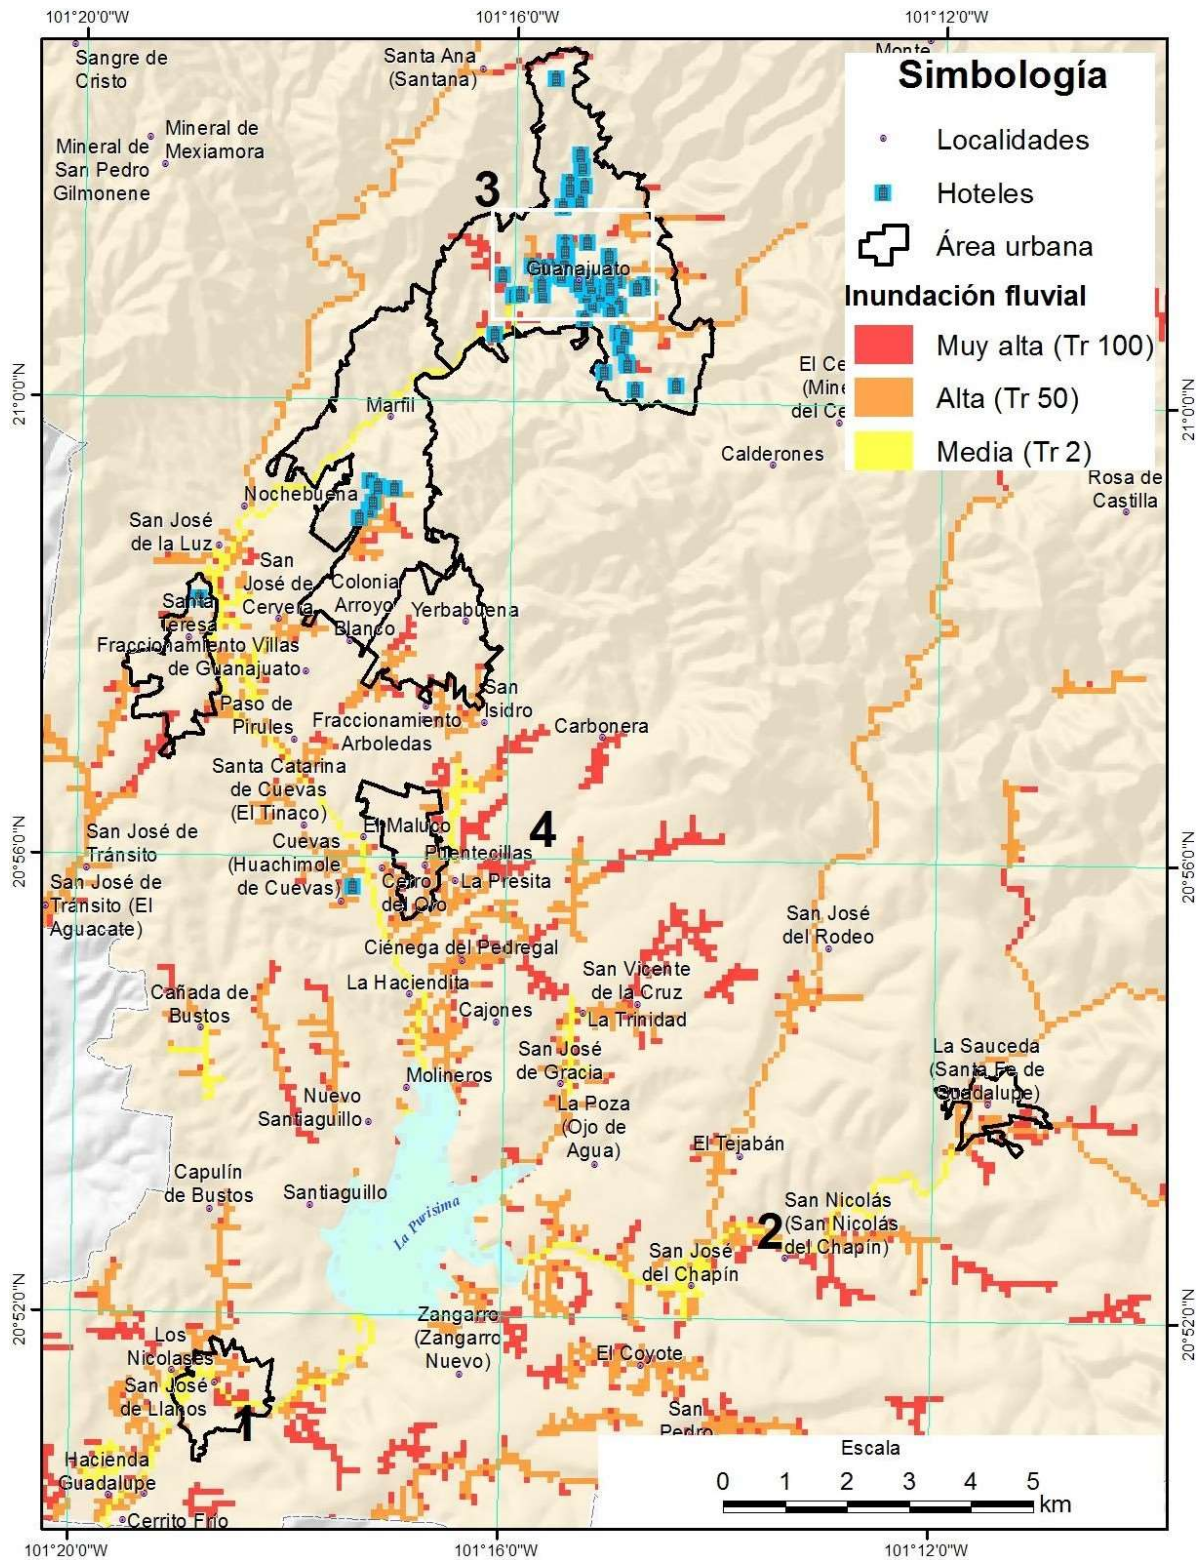 101°20'0"W
101°16'0"W
101°12'0"W
Sangre de
Cristo
Santa Ana
(Santana)
Monte
Mineral de
Mexiamora
Mineral de
San Pedro
Gilmonene
3
Guanajuato
Simbología
Localidades
Hoteles
Área urbana
Inundación fluvial
Muy alta (Tr 100)
Alta (Tr 50)
Media (Tr 2)
21°0'0"N
21°0'0"N
El Ce
(Mine
del Ce
Marfil
Calderones
Rosa de
Castilla
Nochebuena
San José
de la Luz
San
José de
Cervera
Colonia
Arroyo
Blanco
Yerbabuena
Santa
Teresa
Fraccionamiento Villas
de Guanajuato
San
Isidro
Paso de
Pirules
Fraccionamiento
Arboledas
Carbonera
Santa Catarina
de Cuevas
(El Tinaco)
4
El Maluco
San José de
Tránsito
Cuevas
(Huachimole
de Cuevas)
Puentecillas
Cerro
del Oro
La Presita
20°56'0"N
20°56'0"N
San José de
Tránsito (El
Aguacate)
San José
del Rodeo
Ciénega del Pedregal
San Vicente
de la Cruz
La Haciendita
Cañada de
Bustos
Cajones
La Trinidad
San José
de Gracia
La Sauceda
(Santa Fe de
Guadalupe)
Molineros
Nuevo
Santiaguillo
La Poza
(Ojo de
Agua)
El Tejabán
Capulín
de Bustos
Santiaguillo
La Purisima
San Nicolás
(San Nicolás
del Chapín)
2
San José
del Chapín
20°52'0"N
20°52'0"N
Zangarro
(Zangarro
Nuevo)
Los
Nicolases
El Coyote
San José
de Llanos
1
San
Pedro
Hacienda
Guadalupe
Cerrito Frío
Escala
0 1 2 3 4 5
km
101°20'0"W
101°16'0"W
101°12'0"W